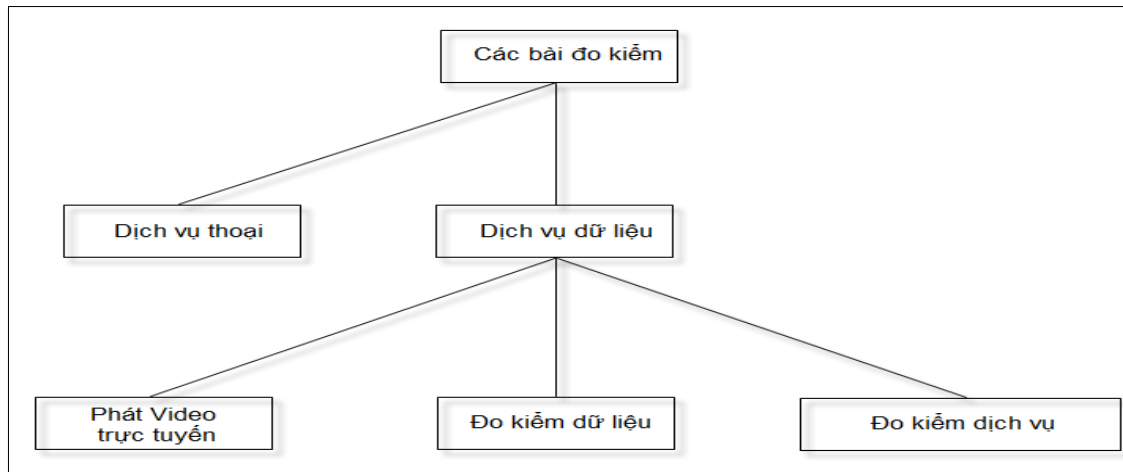 Các bài đo kiểm
Dịch vụ thoại
Dịch vụ dữ liệu
Phát Video
trực tuyến
Đo kiểm dữ liệu
Đo kiểm dịch vụ